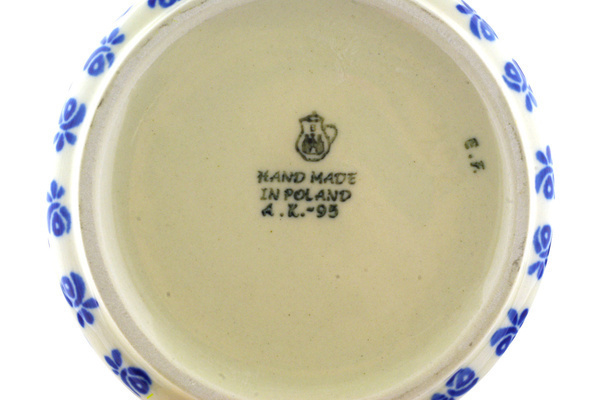 HAND MADE
IN POLAND
A.K.-95
E.F.